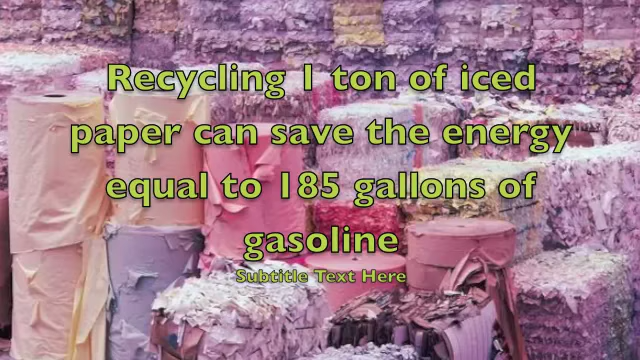 Recycling 1 ton of iced
paper can save the energy
equal to 185 gallons of
gasoline
Subtitle Text Here